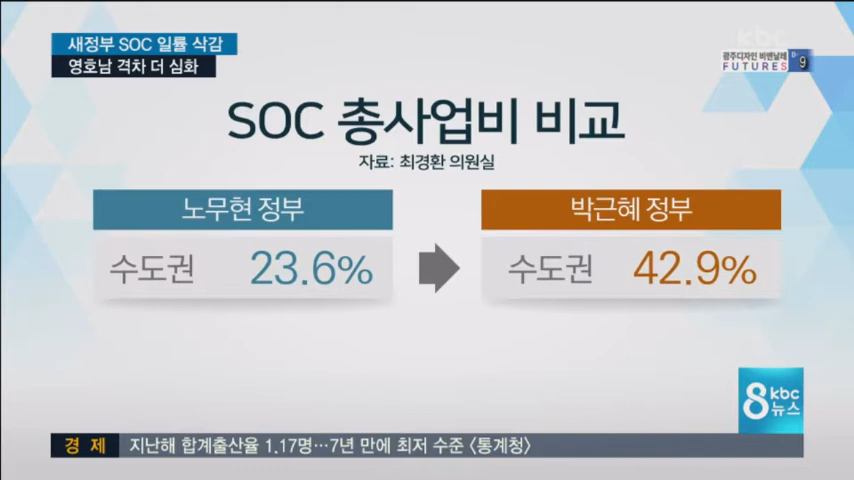 새정부 SOC 일률 삭감
영호남 격차 더 심화
kbc
광주디자인 비엔날레
FUTURES
D-9
SOC 총사업비 비교
자료: 최경환 의원실
노무현 정부
박근혜 정부
수도권 23.6%
수도권 42.9%
8 kbc 뉴스
경 제 지난해 합계출산율 1.17명...7년 만에 최저 수준 <통계청>